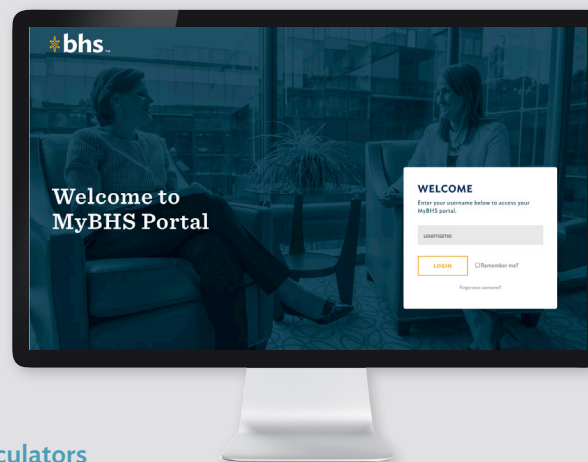 bhs™
Welcome to
MyBHS Portal
WELCOME
Enter your username below to access your
MyBHS portal.
username
LOGIN
Remember me?
Forgot your username?
culators